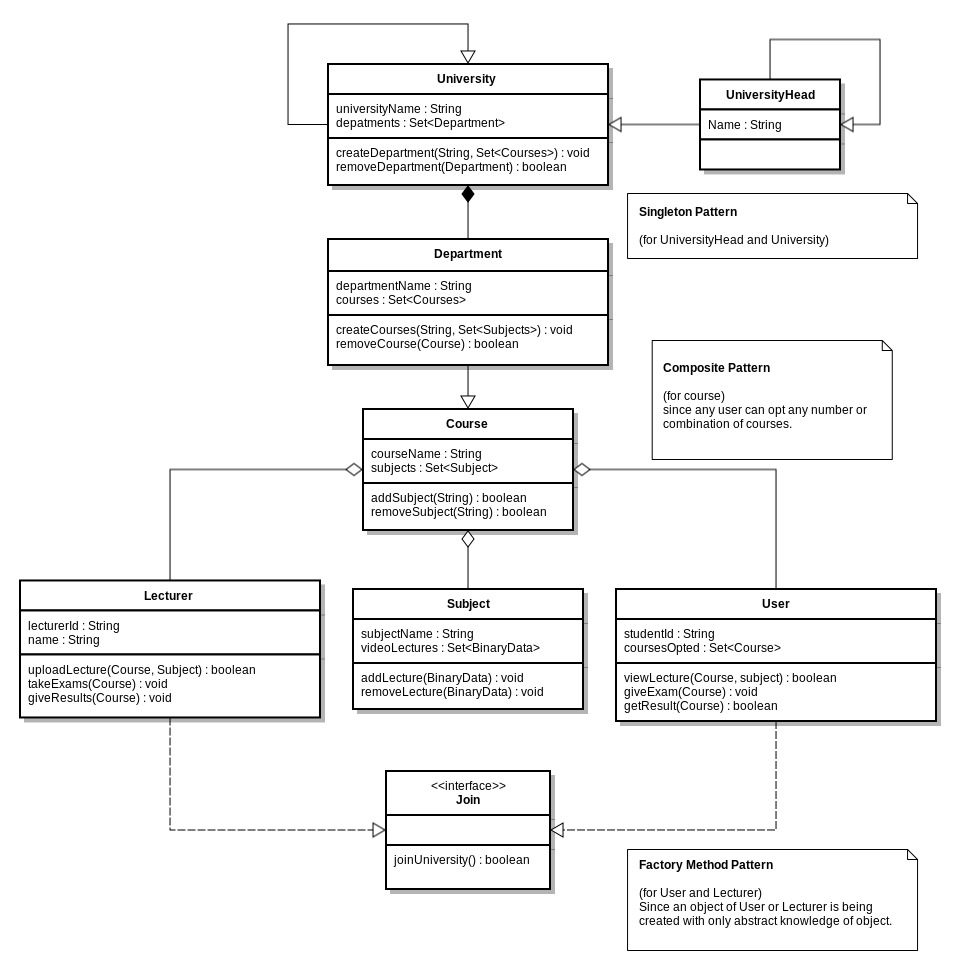 University
universityName : String
depatments : Set<Department>
createDepartment(String, Set<Courses>) : void
removeDepartment(Department) : boolean
UniversityHead
Name : String
Singleton Pattern
(for UniversityHead and University)
Department
departmentName : String
courses : Set<Courses>
createCourses(String, Set<Subjects>) : void
removeCourse(Course) : boolean
Composite Pattern
(for course)
since any user can opt any number or
combination of courses.
Course
courseName : String
subjects : Set<Subject>
addSubject(String) : boolean
removeSubject(String) : boolean
Lecturer
lecturerId : String
name : String
uploadLecture(Course, Subject) : boolean
takeExams(Course) : void
giveResults(Course) : void
Subject
subjectName : String
videoLectures : Set<BinaryData>
addLecture(BinaryData) : void
removeLecture(BinaryData) : void
User
studentId : String
coursesOpted : Set<Course>
viewLecture(Course, subject) : boolean
giveExam(Course) : void
getResult(Course) : boolean
<<interface>>
Join
joinUniversity() : boolean
Factory Method Pattern
(for User and Lecturer)
Since an object of User or Lecturer is being
created with only abstract knowledge of object.